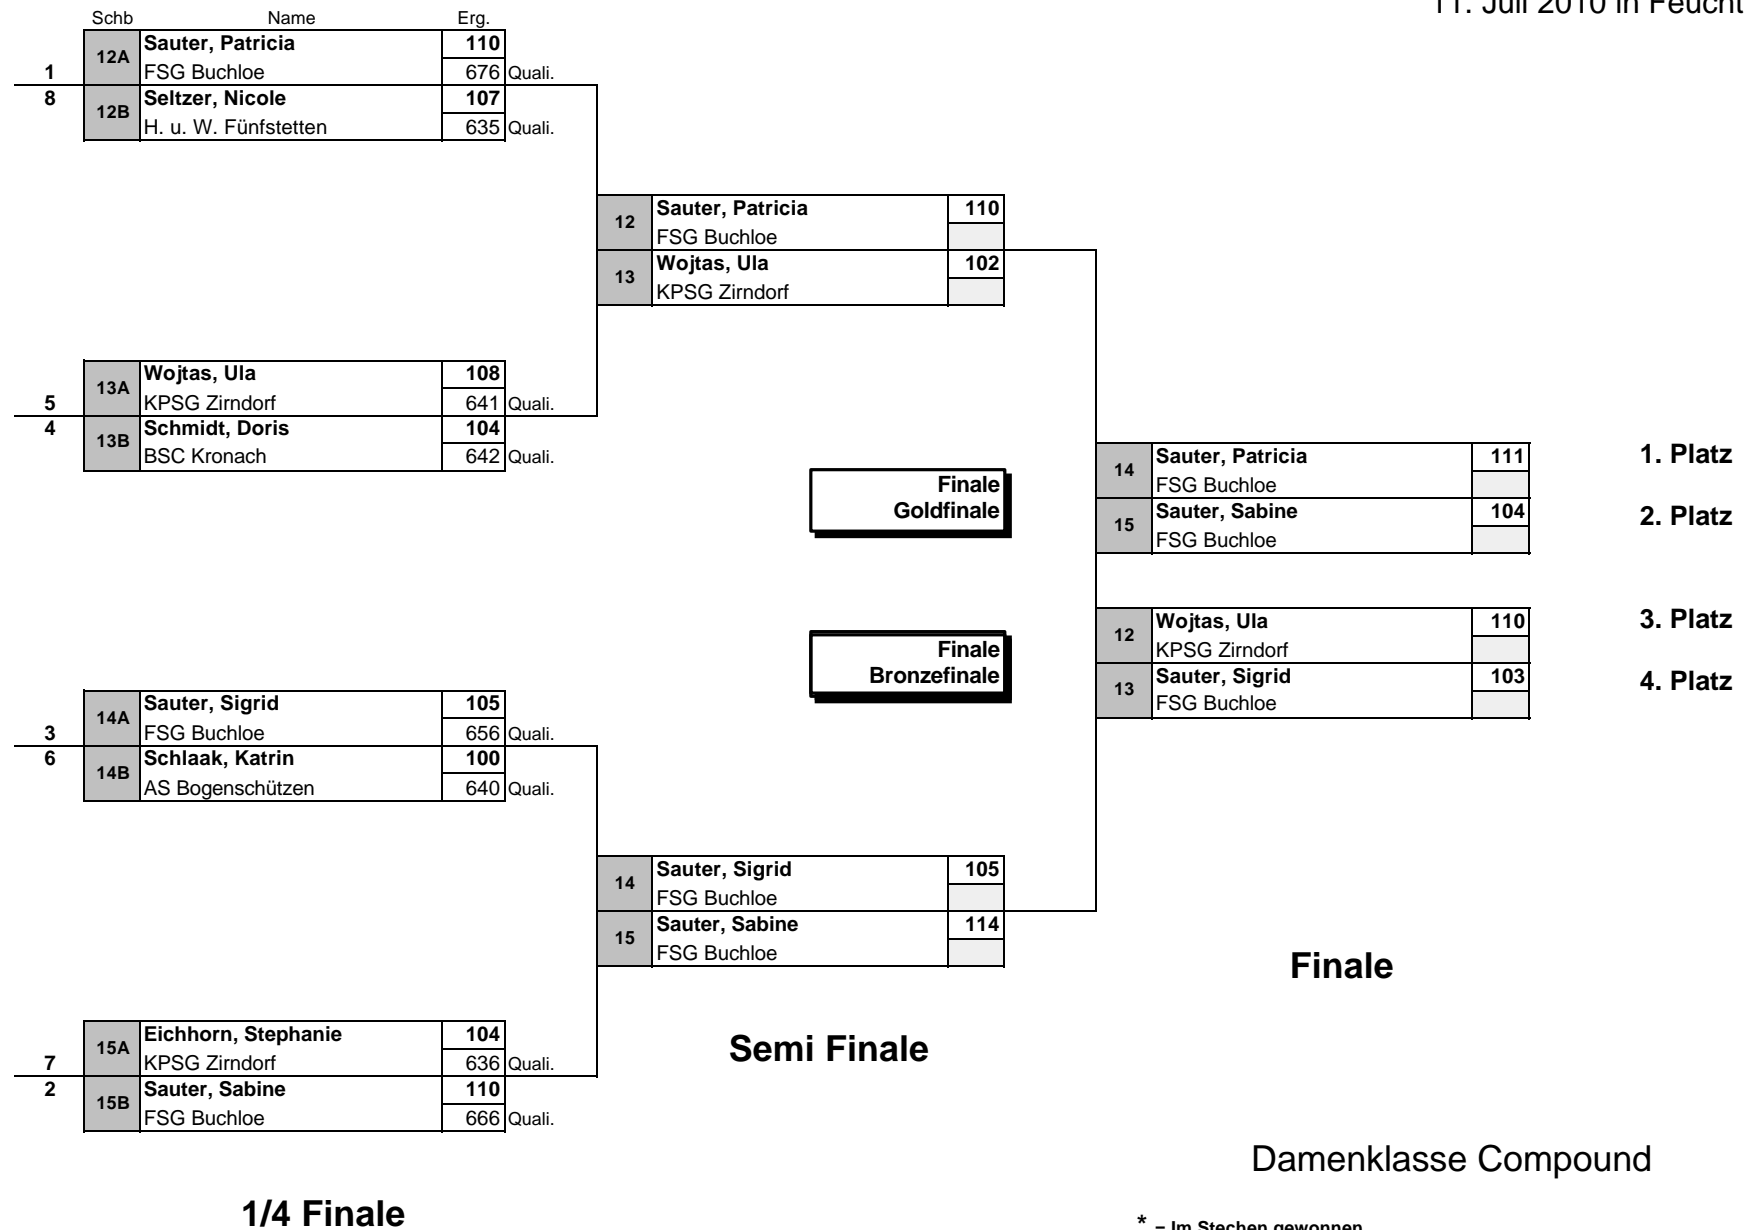 11. Juli 2010 in Feucht
Schb Name Erg.
12A Sauter, Patricia 110
1 FSG Buchloe 676 Quali.
8 12B Seltzer, Nicole 107
H. u. W. Fünfstetten 635 Quali.
12 Sauter, Patricia 110
FSG Buchloe
13 Wojtas, Ula 102
KPSG Zirndorf
13A Wojtas, Ula 108
5 KPSG Zirndorf 641 Quali.
4 13B Schmidt, Doris 104
BSC Kronach 642 Quali.
14 Sauter, Patricia 111 1. Platz
FSG Buchloe
15 Sauter, Sabine 104 2. Platz
FSG Buchloe
Finale
Goldfinale
12 Wojtas, Ula 110 3. Platz
KPSG Zirndorf
13 Sauter, Sigrid 103 4. Platz
FSG Buchloe
Finale
Bronzefinale
14A Sauter, Sigrid 105
3 FSG Buchloe 656 Quali.
6 14B Schlaak, Katrin 100
AS Bogenschützen 640 Quali.
14 Sauter, Sigrid 105
FSG Buchloe
15 Sauter, Sabine 114
FSG Buchloe
Finale
15A Eichhorn, Stephanie 104
7 KPSG Zirndorf 636 Quali.
2 15B Sauter, Sabine 110
FSG Buchloe 666 Quali.
Semi Finale
Damenklasse Compound
1/4 Finale
* = Im Stechen gewonnen